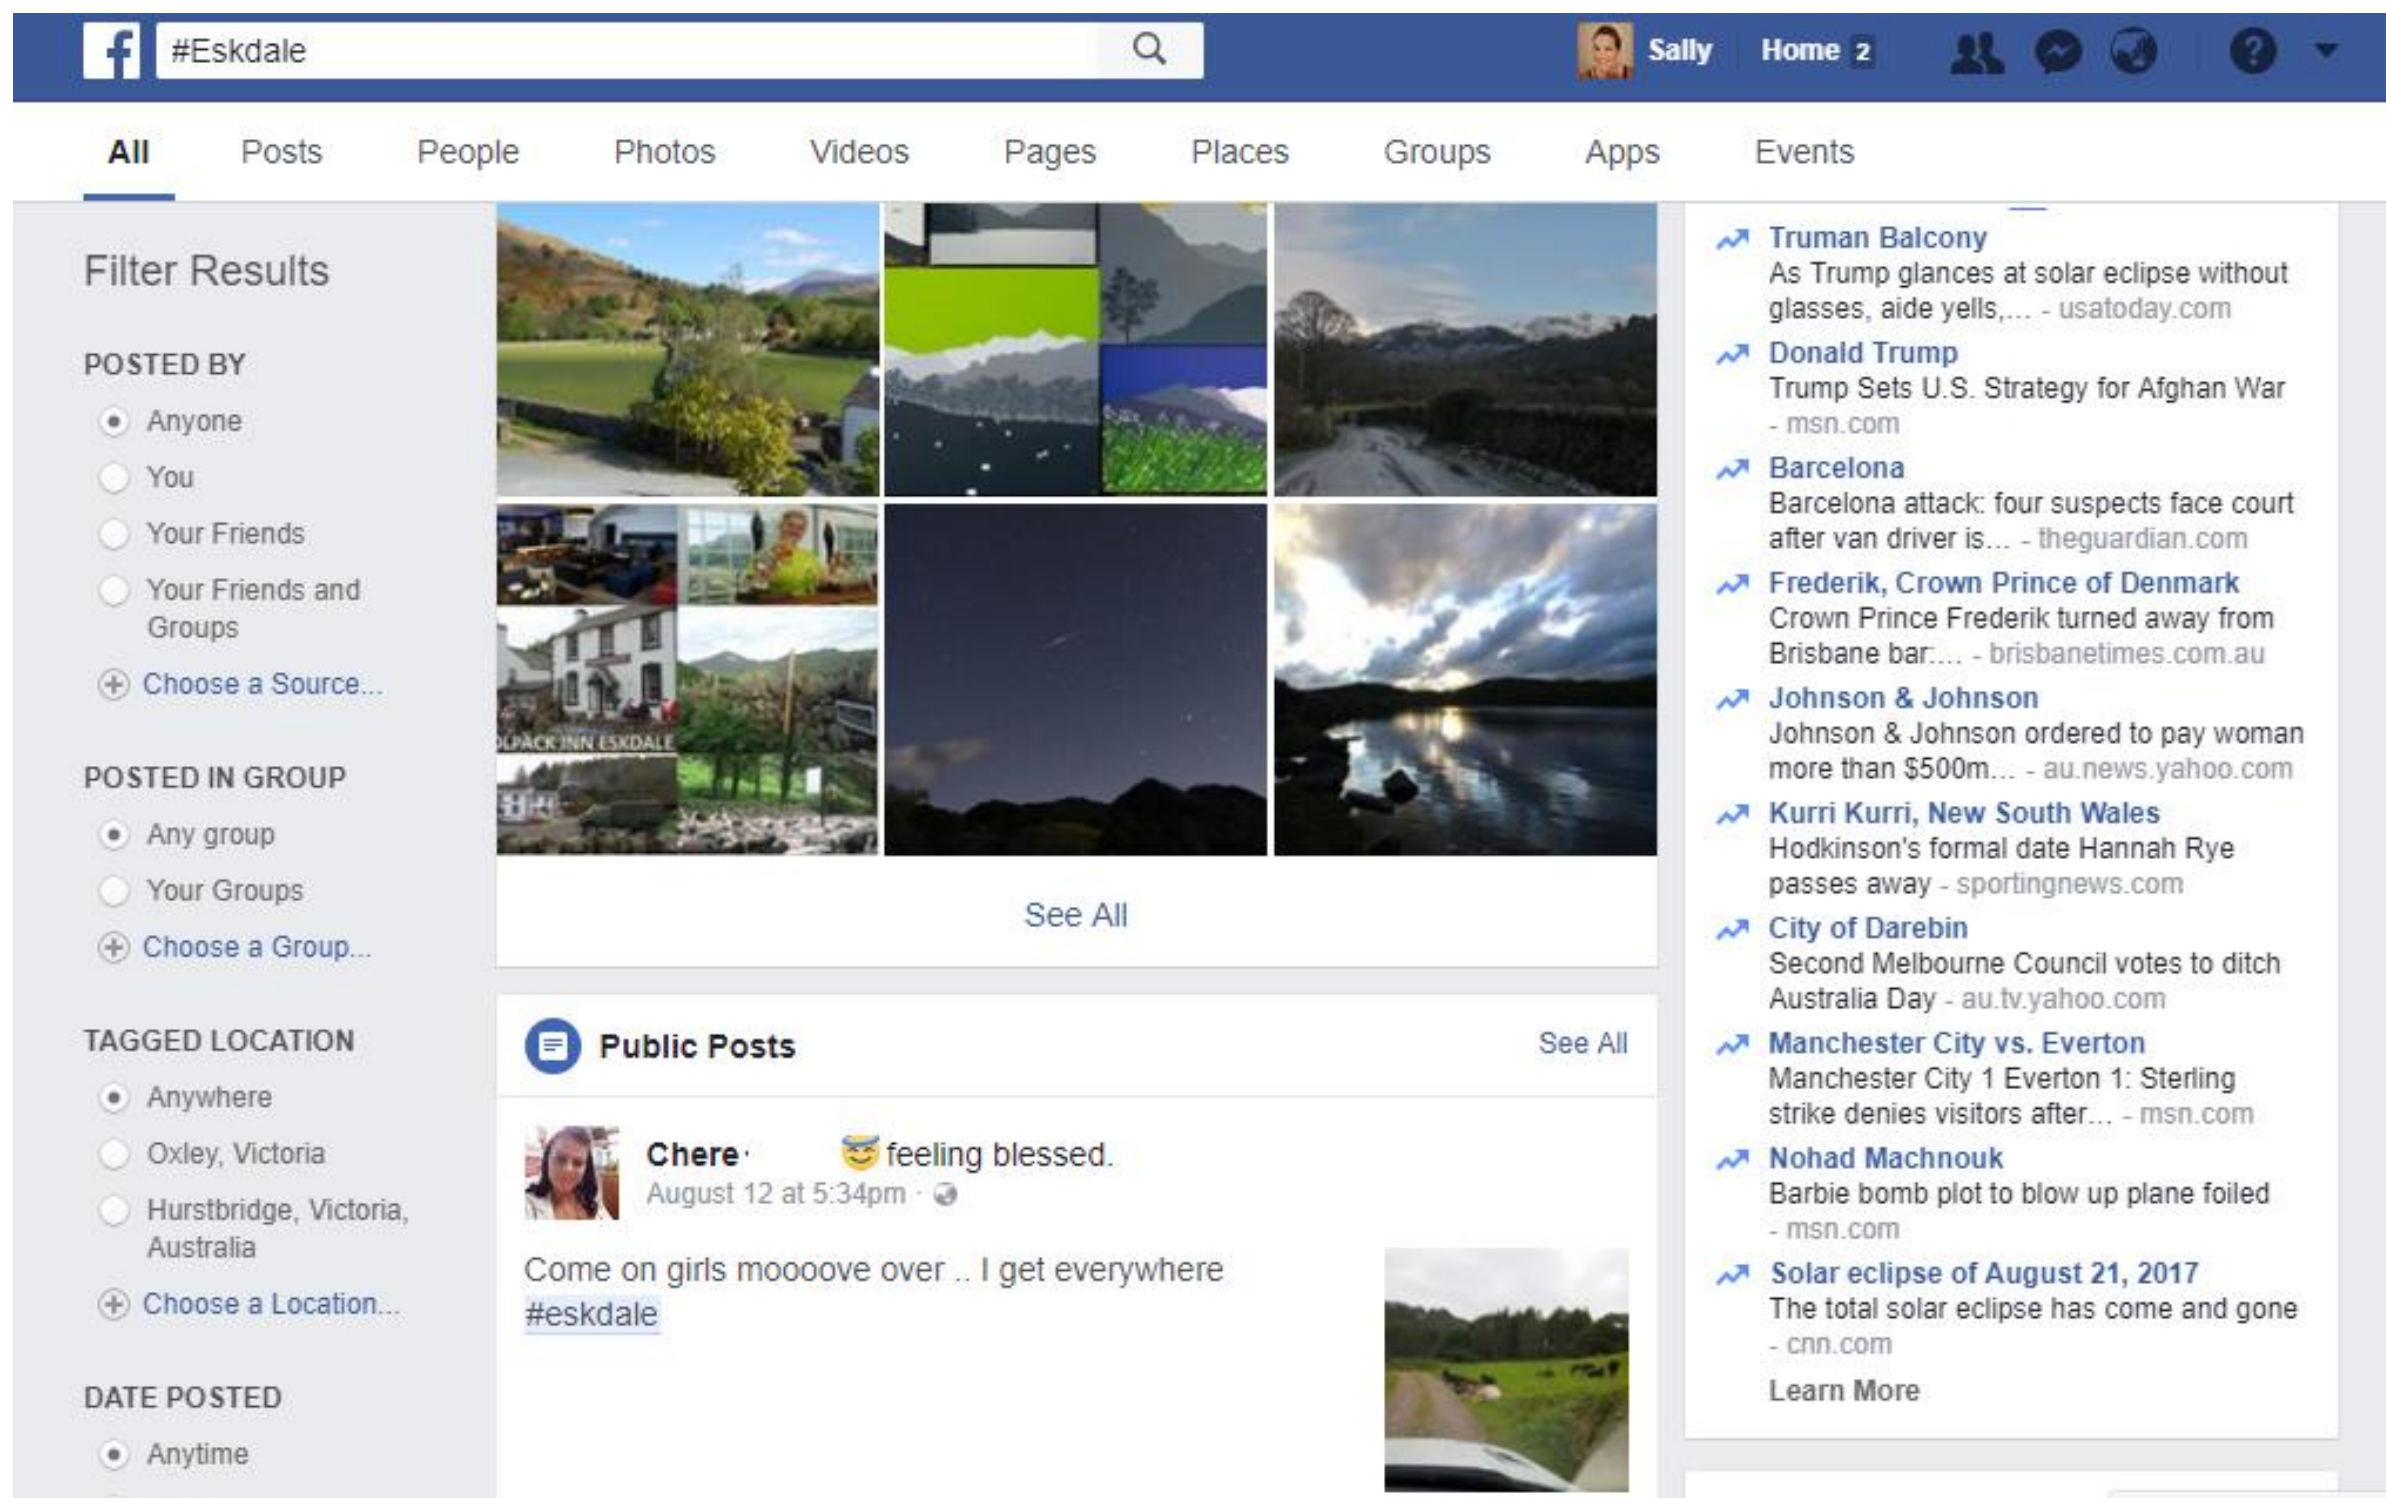 #Eskdale
Sally Home 2
All Posts People Photos Videos Pages Places Groups Apps Events
Filter Results
POSTED BY
Anyone
You
Your Friends
Your Friends and
Groups
Choose a Source...
POSTED IN GROUP
Any group
Your Groups
Choose a Group...
TAGGED LOCATION
Anywhere
Oxley, Victoria
Hurstbridge, Victoria,
Australia
Choose a Location...
DATE POSTED
Anytime
OLPACK INN ESKDALE
See All
Public Posts See All
Chere feeling blessed.
August 12 at 5:34pm ·
Come on girls moooove over .. I get everywhere
#eskdale
Truman Balcony
As Trump glances at solar eclipse without
glasses, aide yells,... - usatoday.com
Donald Trump
Trump Sets U.S. Strategy for Afghan War
- msn.com
Barcelona
Barcelona attack: four suspects face court
after van driver is... - theguardian.com
Frederik, Crown Prince of Denmark
Crown Prince Frederik turned away from
Brisbane bar:... - brisbanetimes.com.au
Johnson & Johnson
Johnson & Johnson ordered to pay woman
more than $500m... - au.news.yahoo.com
Kurri Kurri, New South Wales
Hodkinson's formal date Hannah Rye
passes away - sportingnews.com
City of Darebin
Second Melbourne Council votes to ditch
Australia Day - au.tv.yahoo.com
Manchester City vs. Everton
Manchester City 1 Everton 1: Sterling
strike denies visitors after... - msn.com
Nohad Machnouk
Barbie bomb plot to blow up plane foiled
- msn.com
Solar eclipse of August 21, 2017
The total solar eclipse has come and gone
- cnn.com
Learn More